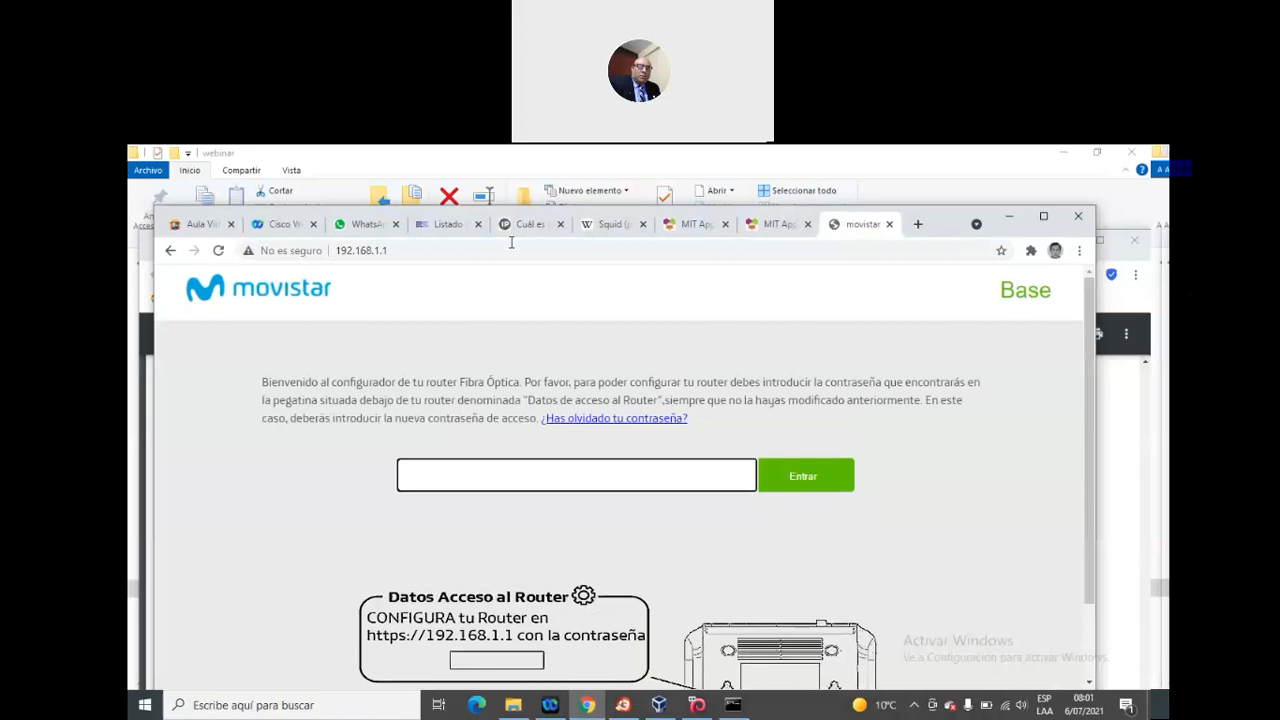 webinar
Archivo Inicio Compartir Vista
Cortar
Nuevo elemento
Abrir
Seleccionar todo
Aula Vir
Cisco W
WhatsA
Listado
Cuál es
Squid (p
MIT App
MIT App
movistar
No es seguro 192.168.1.1
movistar
Base
Bienvenido al configurador de tu router Fibra Óptica. Por favor, para poder configurar tu router debes introducir la contraseña que encontrarás en
la pegatina situada debajo de tu router denominada "Datos de acceso al Router",siempre que no la hayas modificado anteriormente. En este
caso, deberás introducir la nueva contraseña de acceso. ¿Has olvidado tu contraseña?
Entrar
Datos Acceso al Router
CONFIGURA tu Router en
https://192.168.1.1 con la contraseña
Activar Windows
Ve a Configuración para activar Windows.
Escribe aquí para buscar
10°C
ESP
LAA
08:01
6/07/2021